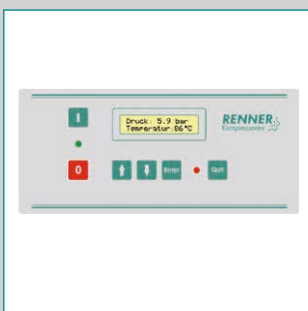 I
Druck: 5.9 bar
Temperatur:86°C
RENNER
Kompressoren
0
Enter
Quit